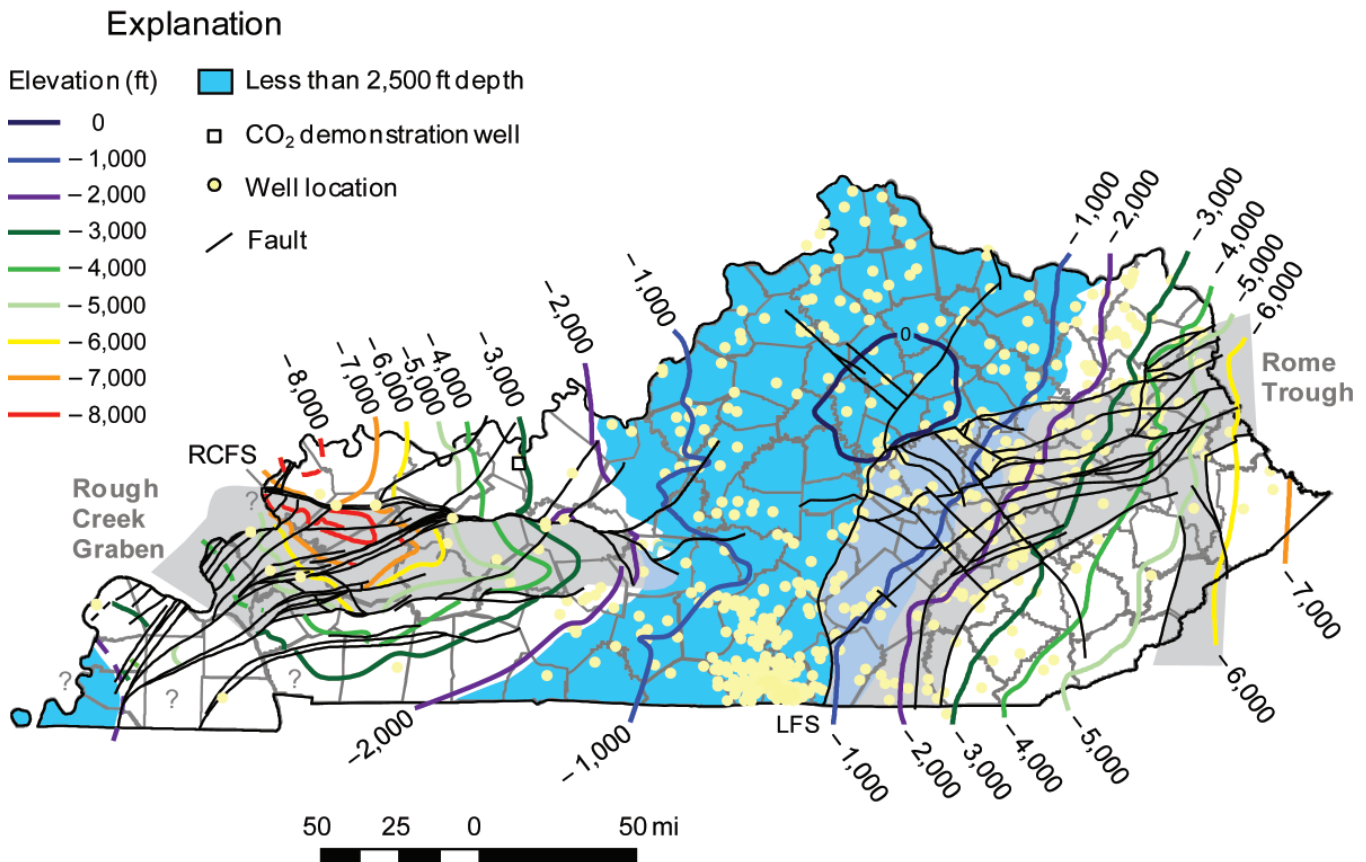 Explanation
Elevation (ft)
0
– 1,000
– 2,000
– 3,000
– 4,000
– 5,000
– 6,000
– 7,000
– 8,000
Less than 2,500 ft depth
CO₂ demonstration well
Well location
Fault
– 8,000
– 7,000
– 6,000
– 5,000
– 4,000
– 3,000
– 2,000
– 1,000
0
– 1,000
– 2,000
– 3,000
– 4,000
– 5,000
– 6,000
Rome
Trough
RCFS
Rough
Creek
Graben
?
?
?
?
– 2,000
– 1,000
LFS
– 1,000
– 2,000
– 3,000
– 4,000
– 5,000
– 6,000
– 7,000
50 25 0 50 mi